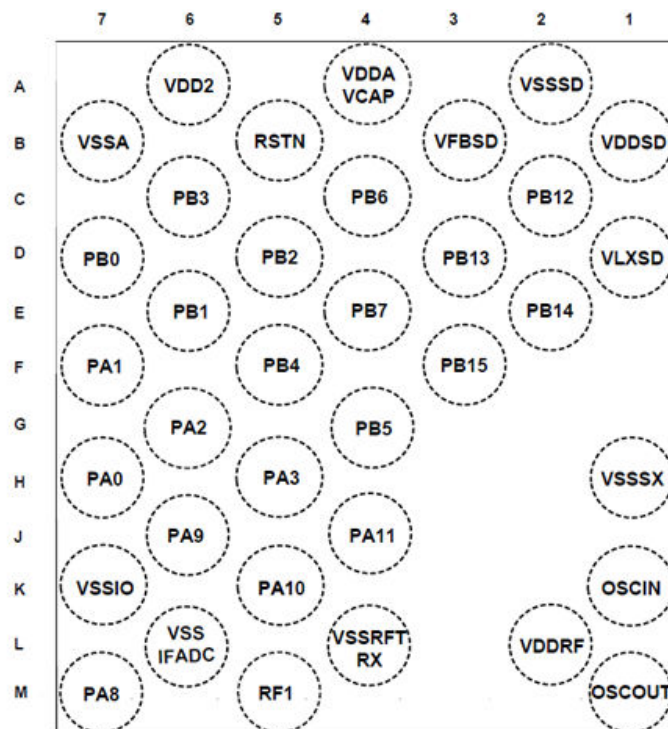 7 6 5 4 3 2 1
A VDD2 VDDA VCAP VSSSD
B VSSA RSTN VFBSD VDDSD
C PB3 PB6 PB12
D PB0 PB2 PB13 VLXSD
E PB1 PB7 PB14
F PA1 PB4 PB15
G PA2 PB5
H PA0 PA3 VSSSX
J PA9 PA11
K VSSIO PA10 OSCIN
L VSS IFADC VSSRFT RX VDDRF
M PA8 RF1 OSCOUT